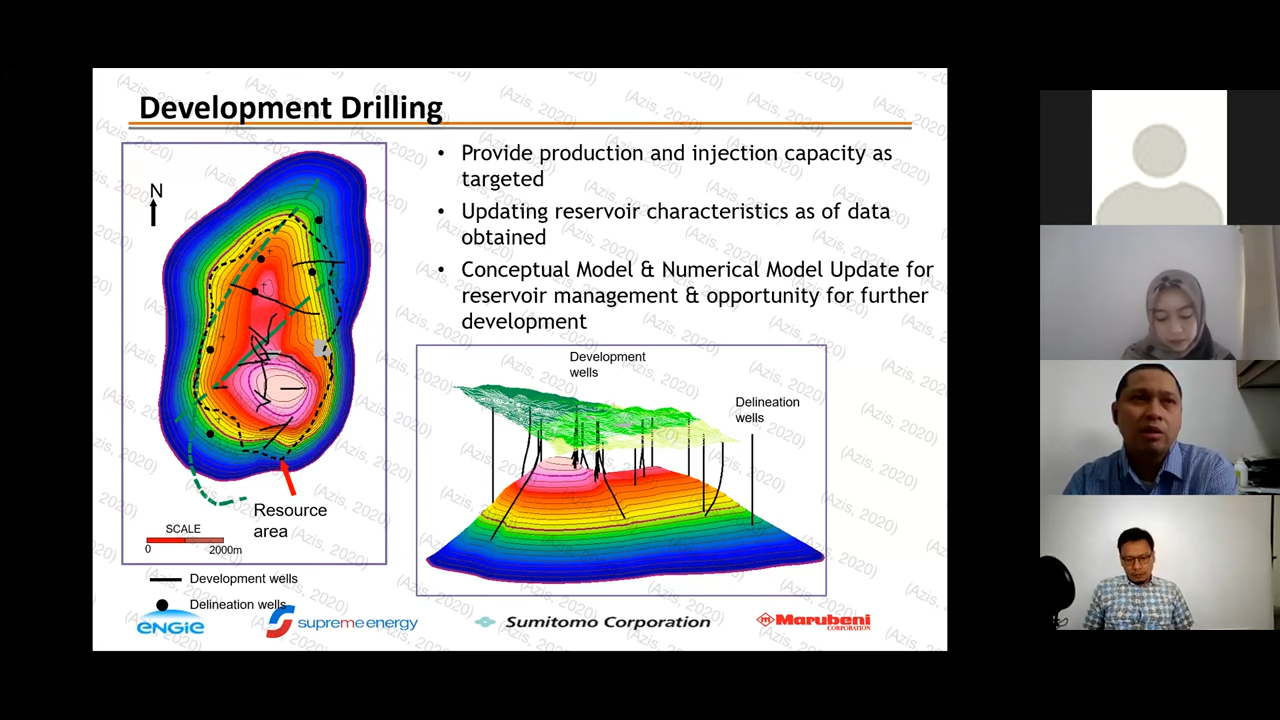 Development Drilling
N
Resource
area
SCALE
0 2000m
Development wells
Delineation wells
• Provide production and injection capacity as
targeted
• Updating reservoir characteristics as of data
obtained
• Conceptual Model & Numerical Model Update for
reservoir management & opportunity for further
development
Development
wells
Delineation
wells
ENGIE
supreme energy
Sumitomo Corporation
Marubeni
CORPORATION
(Azis, 2020)